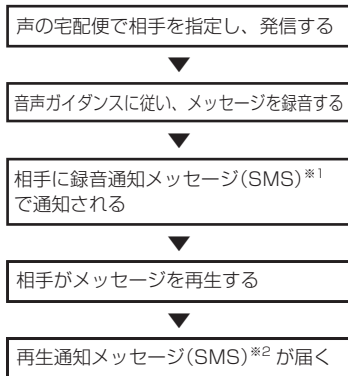 声の宅配便で相手を指定し、発信する
▼
音声ガイダンスに従い、メッセージを録音する
▼
相手に録音通知メッセージ(SMS)※1
で通知される
▼
相手がメッセージを再生する
▼
再生通知メッセージ(SMS)※2 が届く